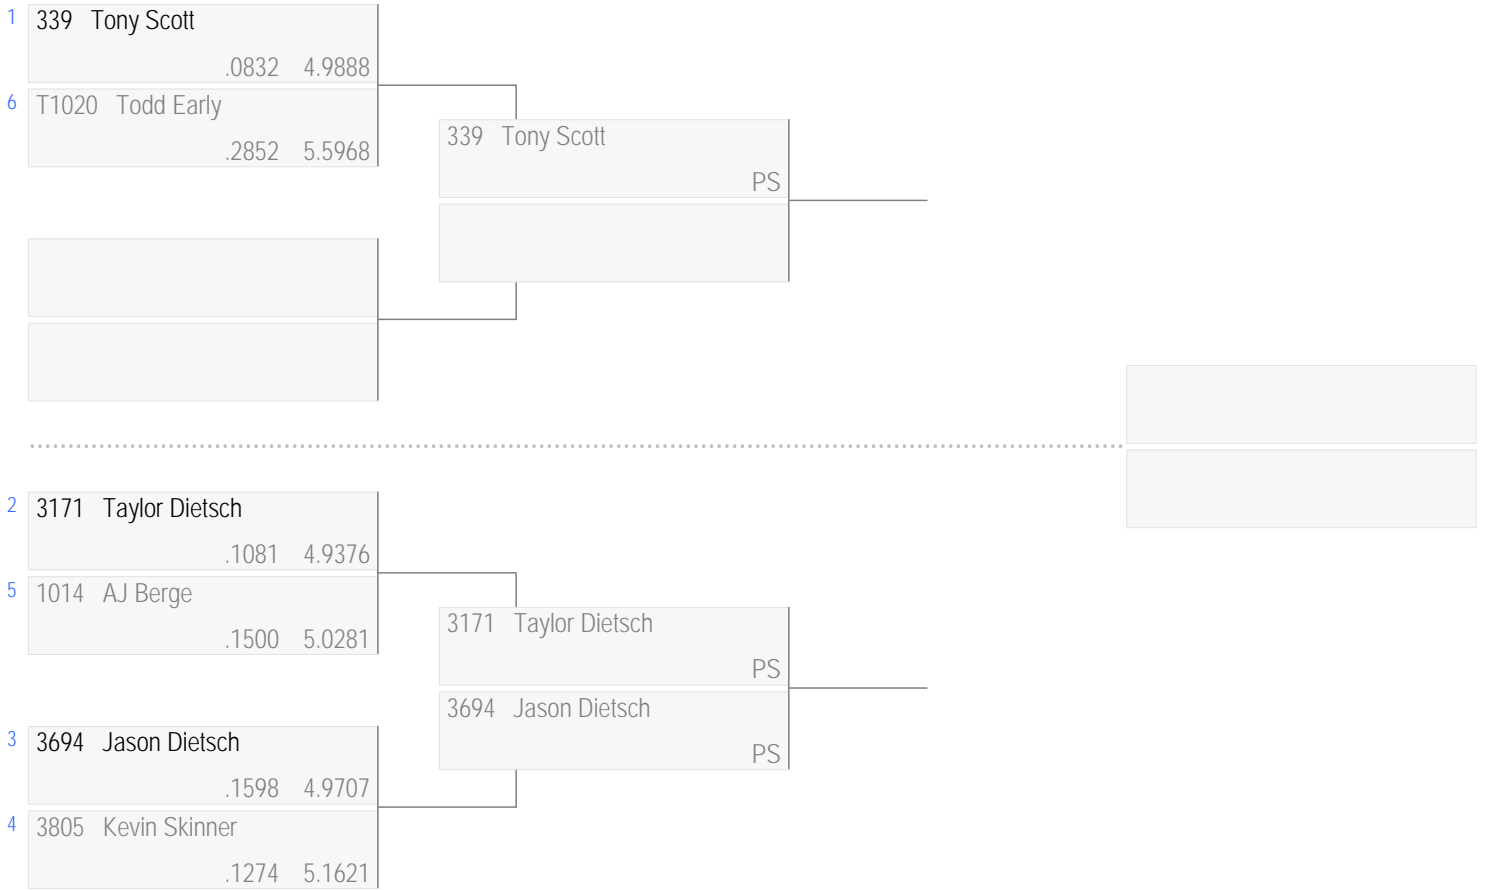 1 339 Tony Scott
.0832 4.9888
6 T1020 Todd Early
.2852 5.5968
339 Tony Scott
PS
2 3171 Taylor Dietsch
.1081 4.9376
5 1014 AJ Berge
.1500 5.0281
3171 Taylor Dietsch
PS
3694 Jason Dietsch
PS
3 3694 Jason Dietsch
.1598 4.9707
4 3805 Kevin Skinner
.1274 5.1621